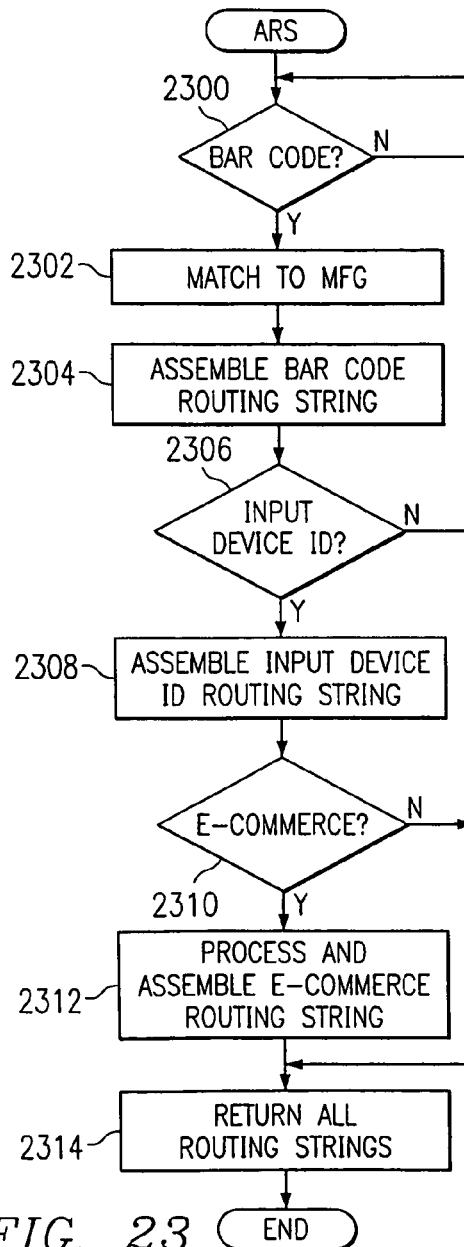 ARS
2300
BAR CODE?
N
Y
2302
MATCH TO MFG
2304
ASSEMBLE BAR CODE
ROUTING STRING
2306
INPUT
DEVICE ID?
N
Y
2308
ASSEMBLE INPUT DEVICE
ID ROUTING STRING
E-COMMERCE?
N
2310
Y
2312
PROCESS AND
ASSEMBLE E-COMMERCE
ROUTING STRING
2314
RETURN ALL
ROUTING STRINGS
FIG. 23
END